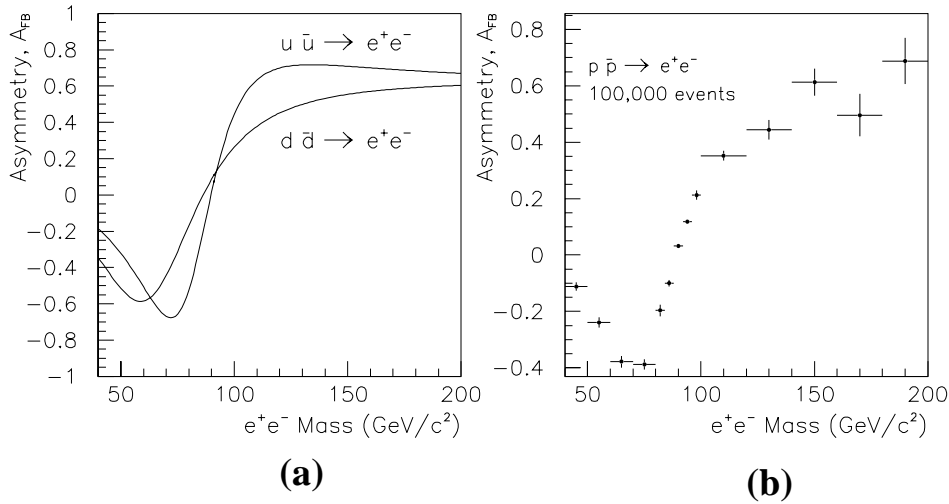 Asymmetry, A_FB
1
0.8
0.6
0.4
0.2
0
−0.2
−0.4
−0.6
−0.8
−1
u ū → e⁺e⁻
d d̄ → e⁺e⁻
50 100 150 200
e⁺e⁻ Mass (GeV/c²)
(a)
Asymmetry, A_FB
0.8
0.6
0.4
0.2
0
−0.2
−0.4
p p̄ → e⁺e⁻
100,000 events
50 100 150 200
e⁺e⁻ Mass (GeV/c²)
(b)